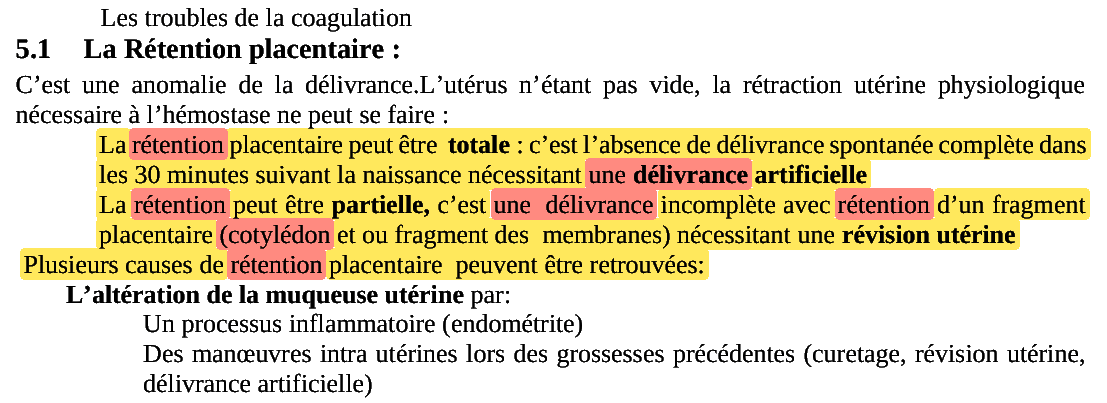 Les troubles de la coagulation
5.1 La Rétention placentaire :
C’est une anomalie de la délivrance.L’utérus n’étant pas vide, la rétraction utérine physiologique
nécessaire à l’hémostase ne peut se faire :
La rétention placentaire peut être totale : c’est l’absence de délivrance spontanée complète dans
les 30 minutes suivant la naissance nécessitant une délivrance artificielle
La rétention peut être partielle, c’est une délivrance incomplète avec rétention d’un fragment
placentaire (cotylédon et ou fragment des membranes) nécessitant une révision utérine
Plusieurs causes de rétention placentaire peuvent être retrouvées:
L’altération de la muqueuse utérine par:
Un processus inflammatoire (endométrite)
Des manœuvres intra utérines lors des grossesses précédentes (curetage, révision utérine,
délivrance artificielle)